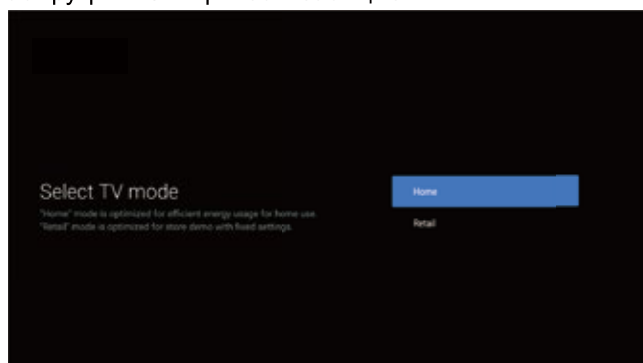 Select TV mode
"Home" mode is optimized for efficient energy usage for home use.
"Retail" mode is optimized for store demo with fixed settings.
Home
Retail